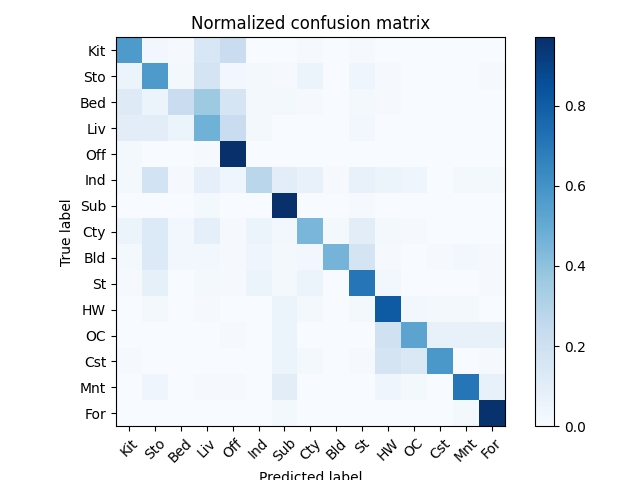 Normalized confusion matrix
True label
Kit
Sto
Bed
Liv
Off
Ind
Sub
Cty
Bld
St
HW
OC
Cst
Mnt
For
Kit Sto Bed Liv Off Ind Sub Cty Bld St HW OC Cst Mnt For
Predicted label
0.8
0.6
0.4
0.2
0.0